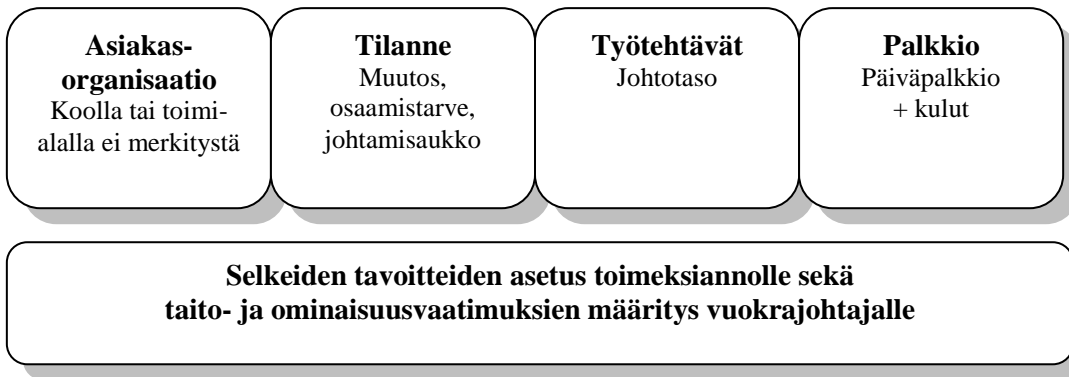 Asiakas-
organisaatio
Koolla tai toimi-
alalla ei merkitystä
Tilanne
Muutos,
osaamistarve,
johtamisaukko
Työtehtävät
Johtotaso
Palkkio
Päiväpalkkio
+ kulut
Selkeiden tavoitteiden asetus toimeksiannolle sekä
taito- ja ominaisuusvaatimuksien määritys vuokrajohtajalle